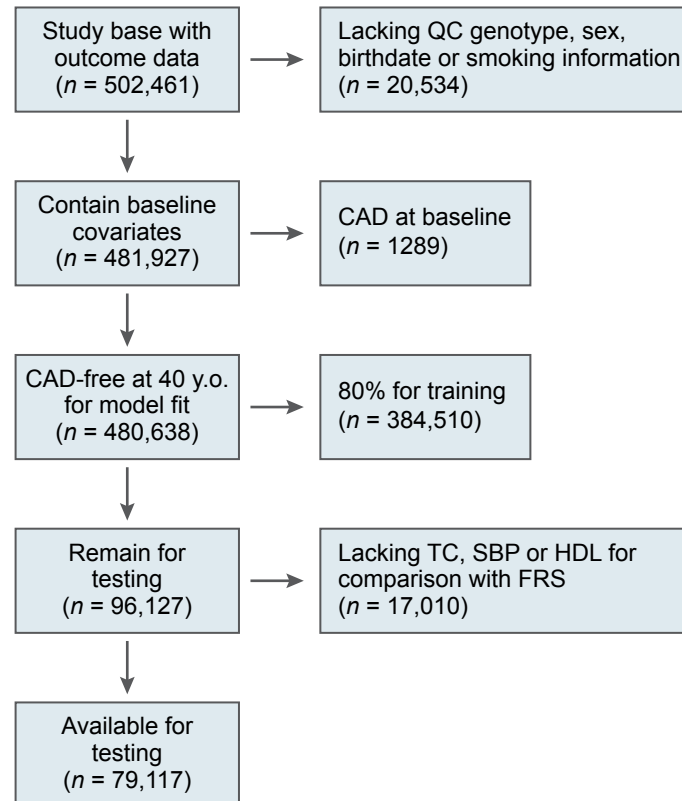 Study base with
outcome data
(n = 502,461)
Lacking QC genotype, sex,
birthdate or smoking information
(n = 20,534)
Contain baseline
covariates
(n = 481,927)
CAD at baseline
(n = 1289)
CAD-free at 40 y.o.
for model fit
(n = 480,638)
80% for training
(n = 384,510)
Remain for
testing
(n = 96,127)
Lacking TC, SBP or HDL for
comparison with FRS
(n = 17,010)
Available for
testing
(n = 79,117)